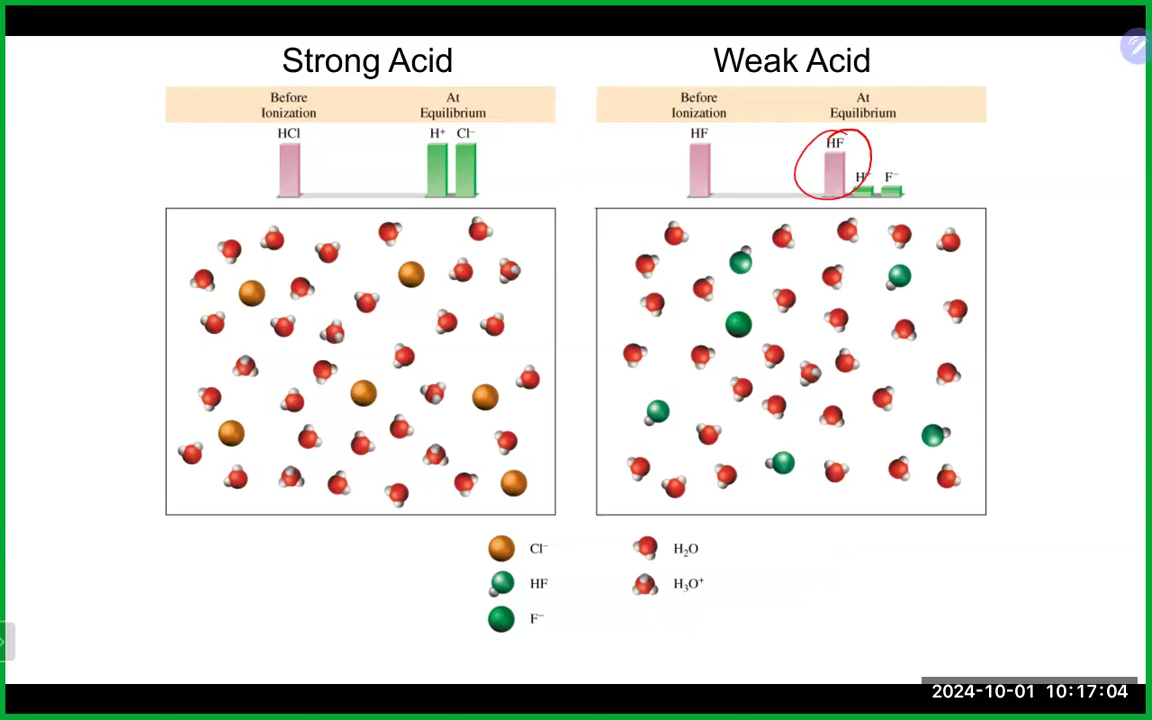 Strong Acid
Before
Ionization
At
Equilibrium
HCl
H⁺ Cl⁻
Weak Acid
Before
Ionization
At
Equilibrium
HF
HF
H⁺ F⁻
Cl⁻
HF
F⁻
H₂O
H₃O⁺
2024-10-01 10:17:04